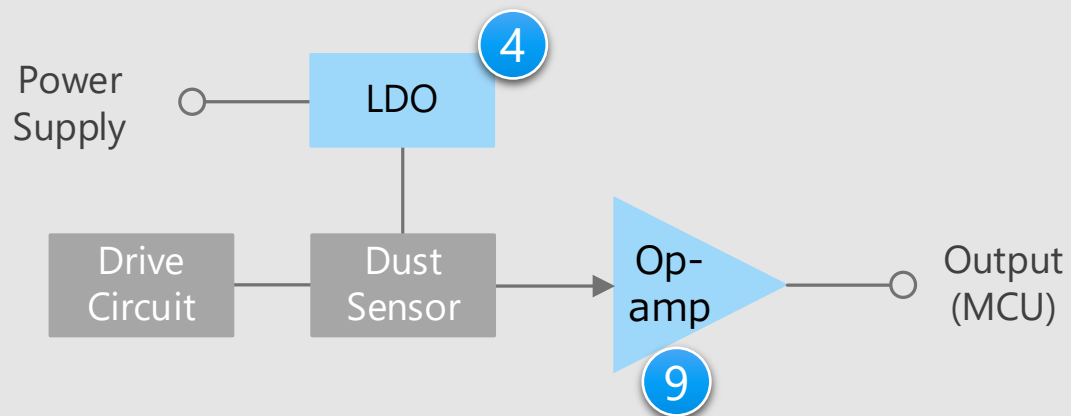 4
Power
Supply
LDO
Drive
Circuit
Dust
Sensor
Op-
amp
Output
(MCU)
9